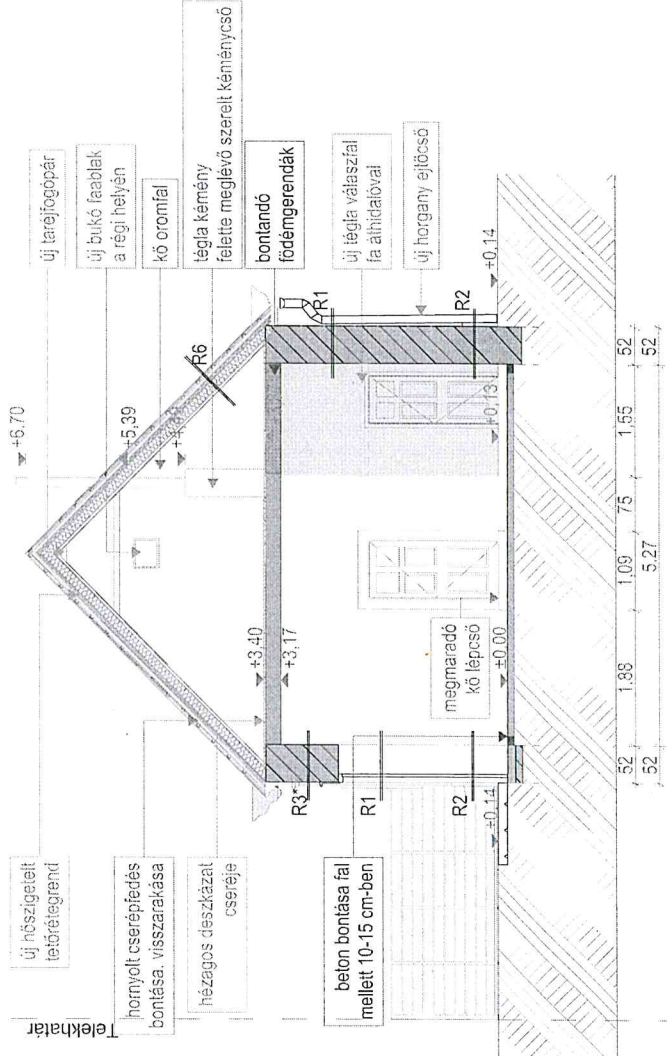 Telekhatár
új hőszigetelt
tetőrétegrend
hornyolt cserépfedés
bontása, visszarakása
hézagos deszkázat
cseréje
beton bontása fal
mellett 10-15 cm-ben
új taréjfogópár
új bukó faablak
a régi helyén
kő oromfal
tégla kémény
felette meglévő szerelt kéménycső
bontandó
födémgerendák
új tégla válaszfal
fa áthidalóval
új horgany ejtőcső
megmaradó
kő lépcső
+6,70
+5,39
R6
+3,40
+3,17
R3*
R1
R2
R1
R2
+0,14
+0,13
±0,00
+0,14
52
1,88
1,09
75
1,55
52
52
5,27
52